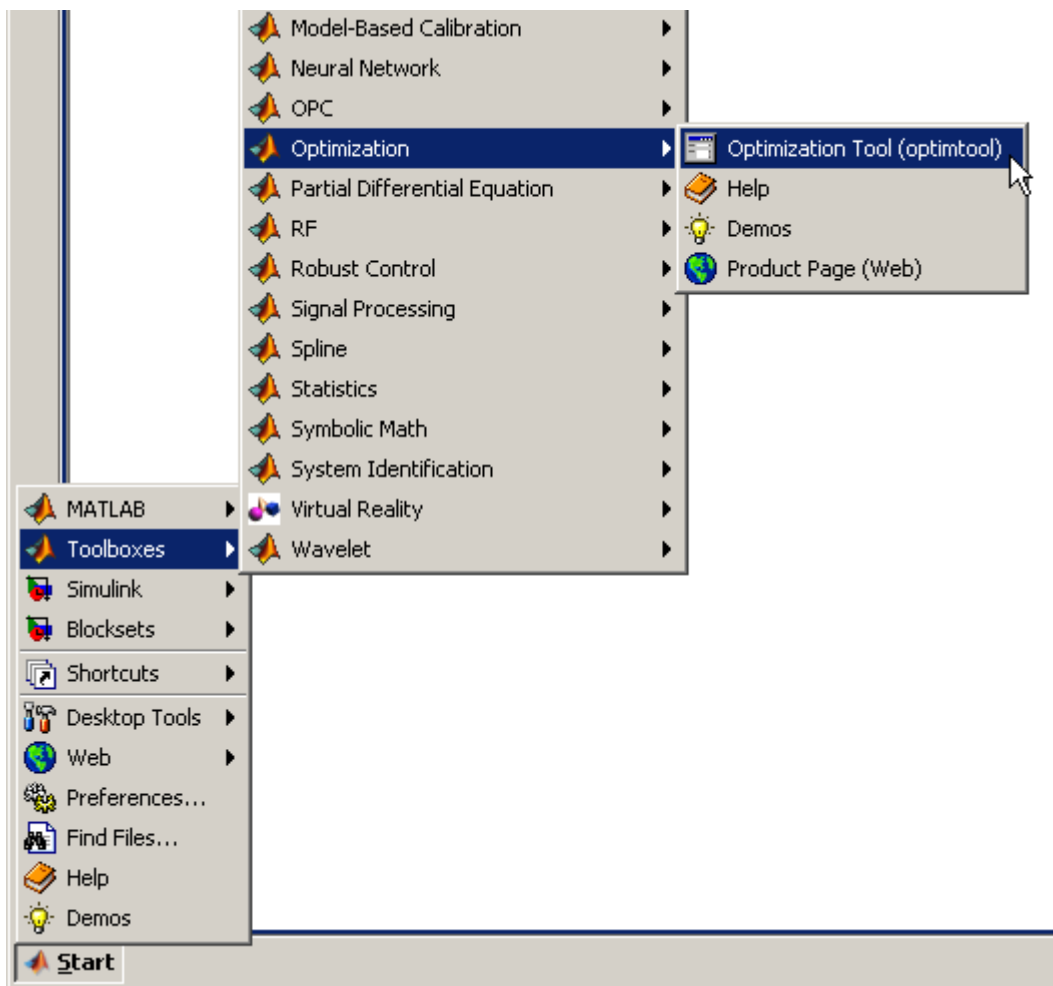 Model-Based Calibration
Neural Network
OPC
Optimization
Partial Differential Equation
RF
Robust Control
Signal Processing
Spline
Statistics
Symbolic Math
System Identification
Virtual Reality
Wavelet
Optimization Tool (optimtool)
Help
Demos
Product Page (Web)
MATLAB
Toolboxes
Simulink
Blocksets
Shortcuts
Desktop Tools
Web
Preferences...
Find Files...
Help
Demos
Start